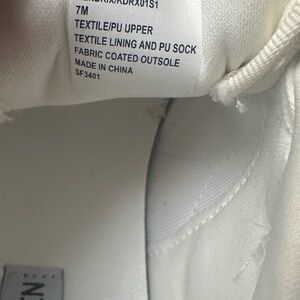 7M
TEXTILE/PU UPPER
TEXTILE LINING AND PU SOCK
FABRIC COATED OUTSOLE
MADE IN CHINA
SF3401